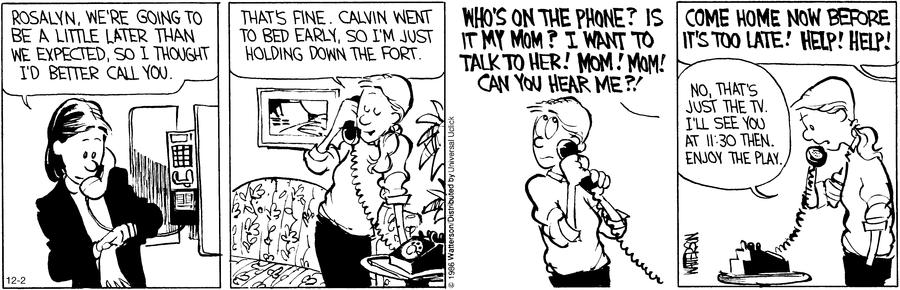 ROSALYN, WE'RE GOING TO
BE A LITTLE LATER THAN
WE EXPECTED, SO I THOUGHT
I'D BETTER CALL YOU.
12-2
THAT'S FINE. CALVIN WENT
TO BED EARLY, SO I'M JUST
HOLDING DOWN THE FORT.
© 1986 Watterson/Distributed by Universal Uclick
WHO'S ON THE PHONE? IS
IT MY MOM? I WANT TO
TALK TO HER! MOM! MOM!
CAN YOU HEAR ME?!
COME HOME NOW BEFORE
IT'S TOO LATE! HELP! HELP!
NO, THAT'S
JUST THE TV.
I'LL SEE YOU
AT 11:30 THEN.
ENJOY THE PLAY.
WATTERSON